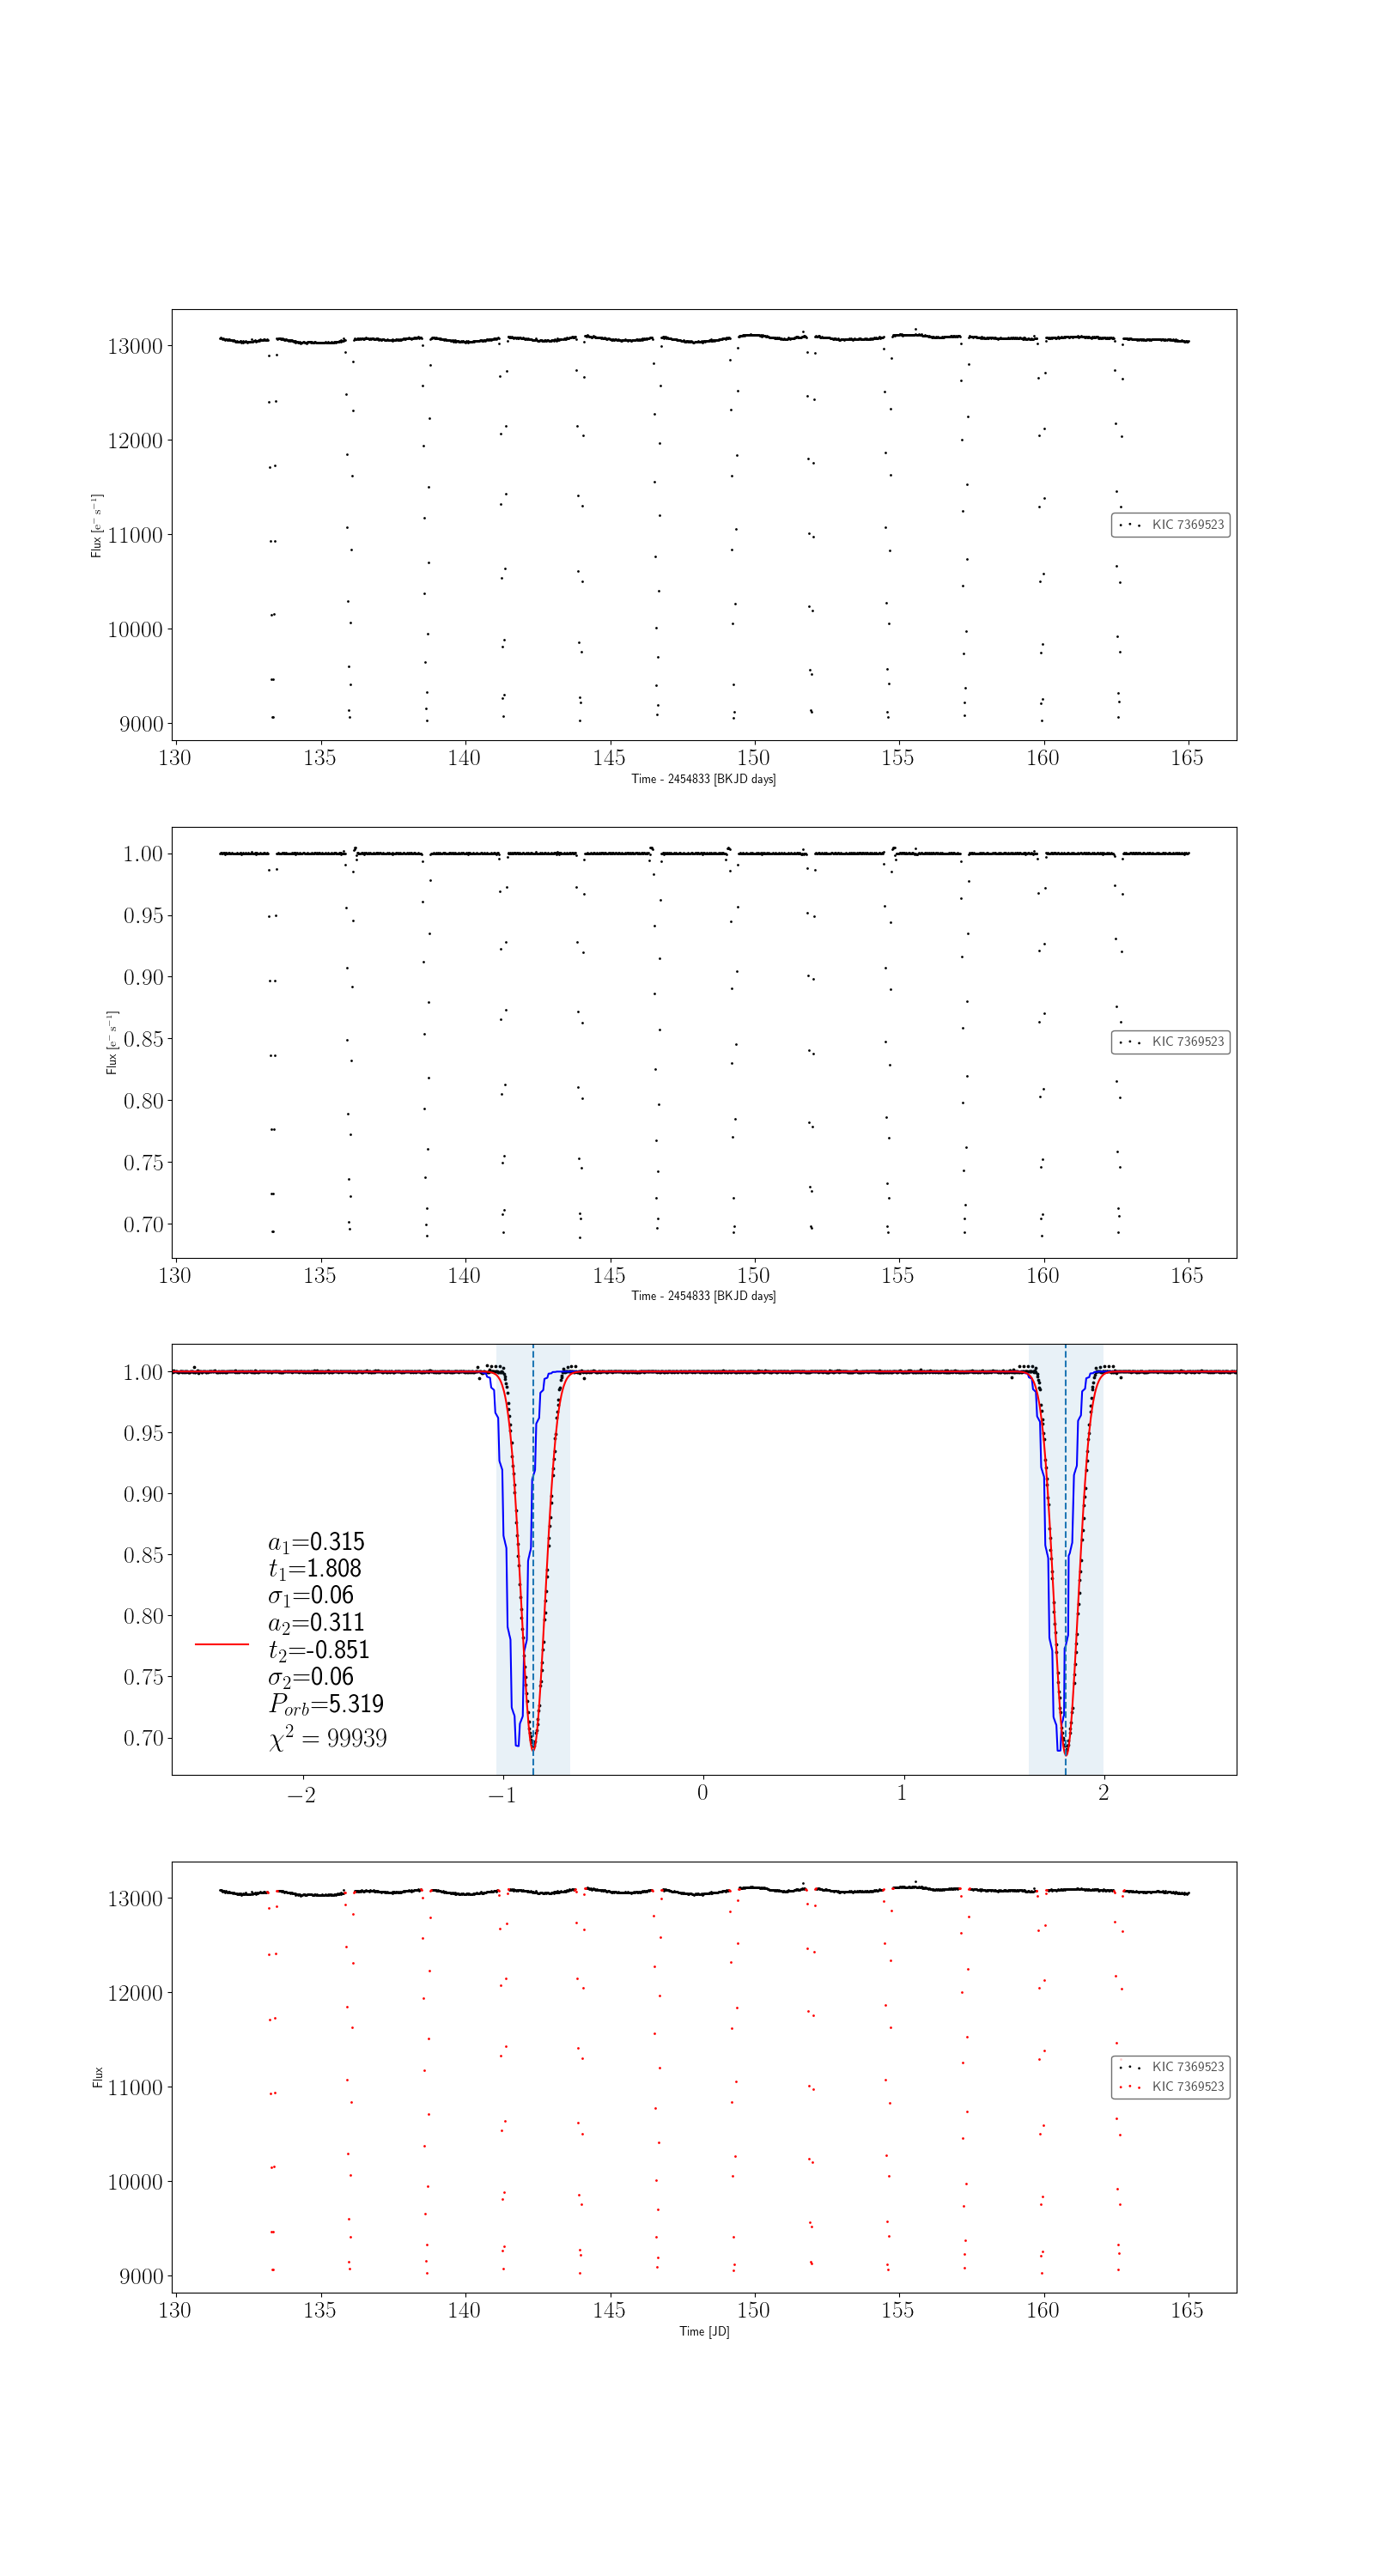 13000
12000
11000
10000
9000
Flux [e⁻ s⁻¹]
KIC 7369523
130 135 140 145 150 155 160 165
Time - 2454833 [BKJD days]
1.00
0.95
0.90
0.85
0.80
0.75
0.70
Flux [e⁻ s⁻¹]
KIC 7369523
130 135 140 145 150 155 160 165
Time - 2454833 [BKJD days]
1.00
0.95
0.90
0.85
0.80
0.75
0.70
a₁=0.315
t₁=1.808
σ₁=0.06
a₂=0.311
t₂=-0.851
σ₂=0.06
P_orb=5.319
χ² = 99939
−2 −1 0 1 2
13000
12000
11000
10000
9000
Flux
KIC 7369523
KIC 7369523
130 135 140 145 150 155 160 165
Time [JD]